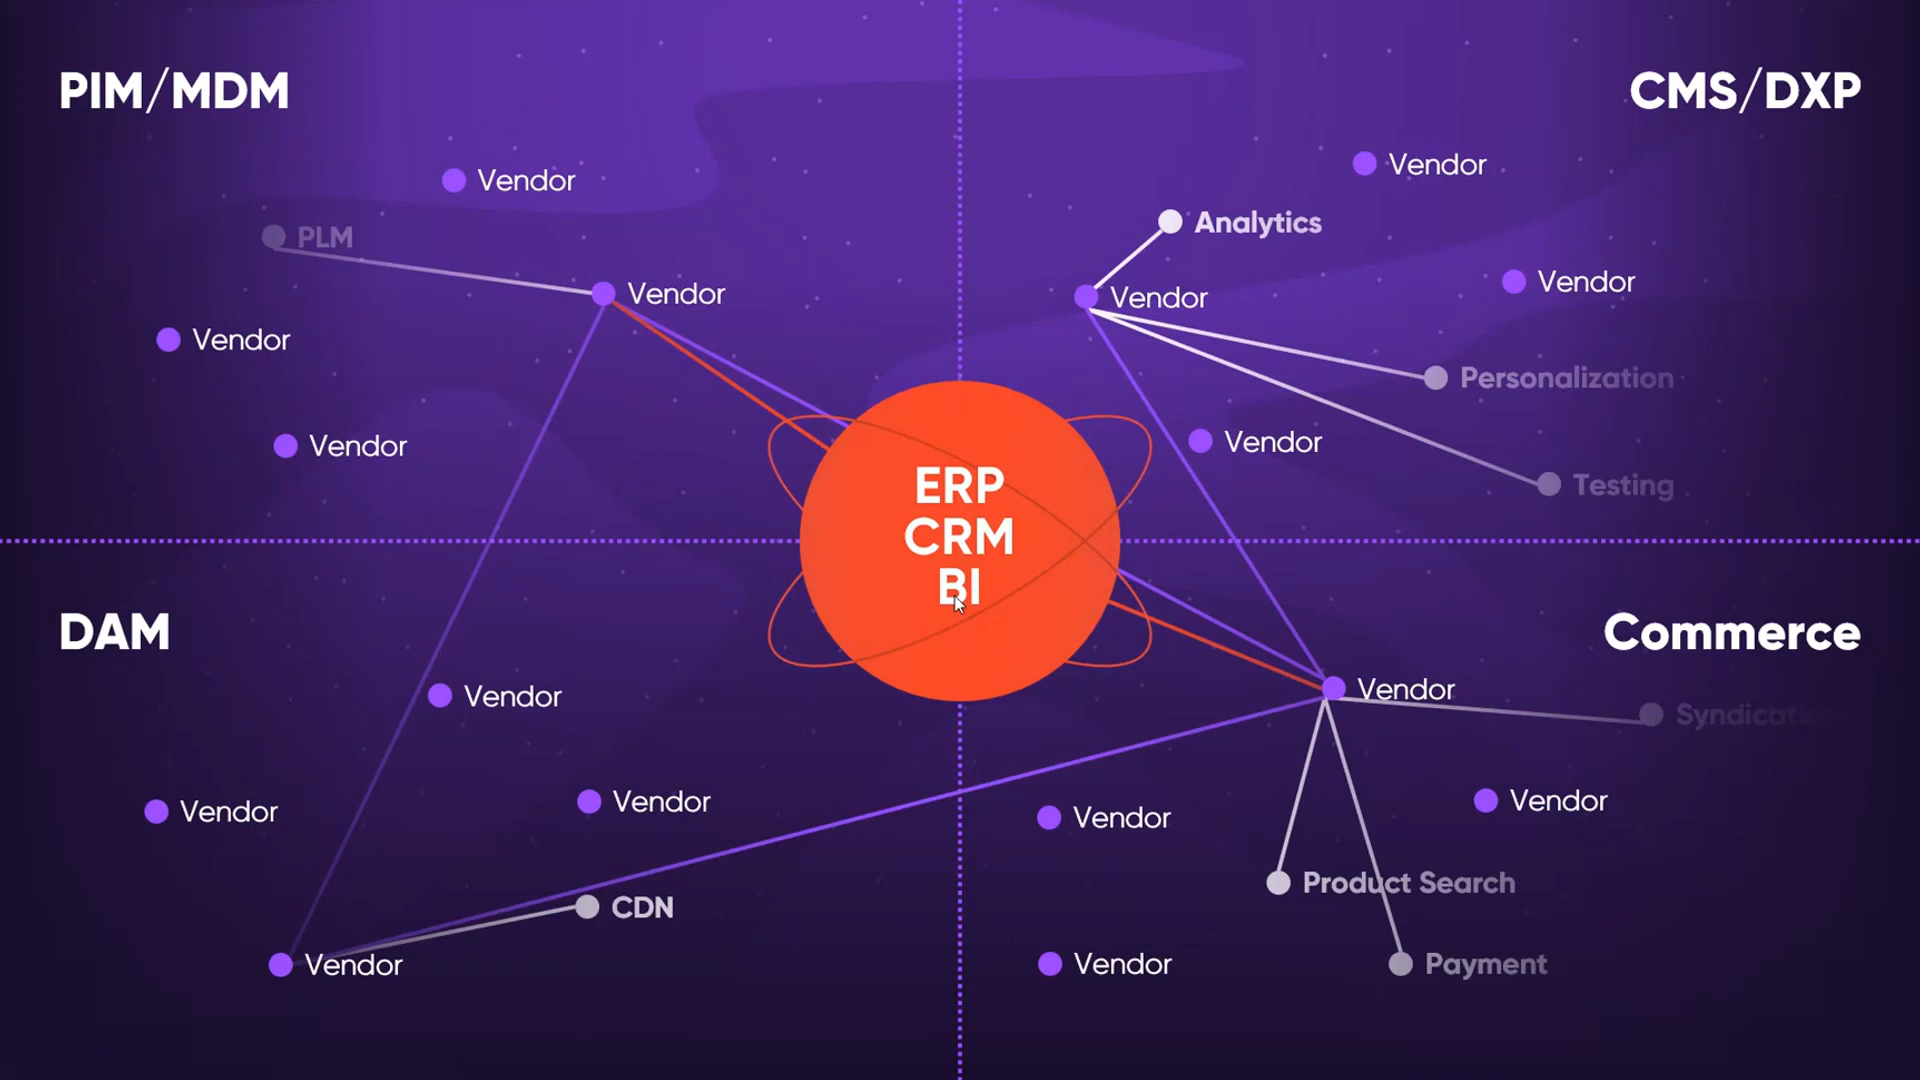 PIM/MDM
Vendor
PLM
Vendor
Vendor
Vendor
CMS/DXP
Vendor
Analytics
Vendor
Vendor
Personalization
Vendor
Testing
ERP
CRM
BI
DAM
Vendor
Vendor
Vendor
CDN
Vendor
Commerce
Vendor
Vendor
Vendor
Product Search
Vendor
Payment